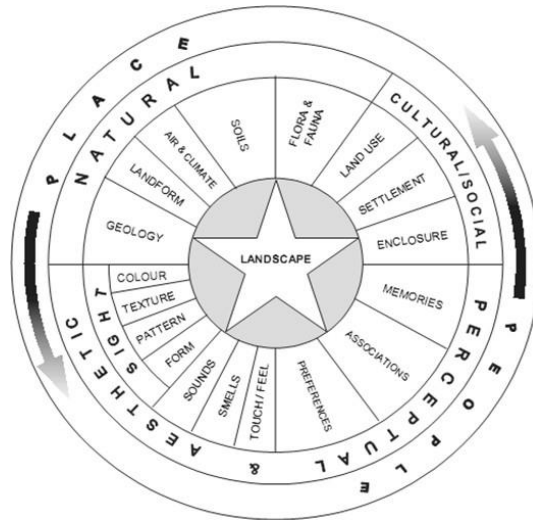 PLACE
NATURAL
CULTURAL/SOCIAL
GEOLOGY
LANDFORM
AIR & CLIMATE
SOILS
FLORA &
FAUNA
LAND USE
SETTLEMENT
ENCLOSURE
LANDSCAPE
MEMORIES
ASSOCIATIONS
PREFERENCES
TOUCH / FEEL
SMELLS
SOUNDS
FORM
PATTERN
TEXTURE
COLOUR
SIGHT
AESTHETIC & PERCEPTUAL
PEOPLE